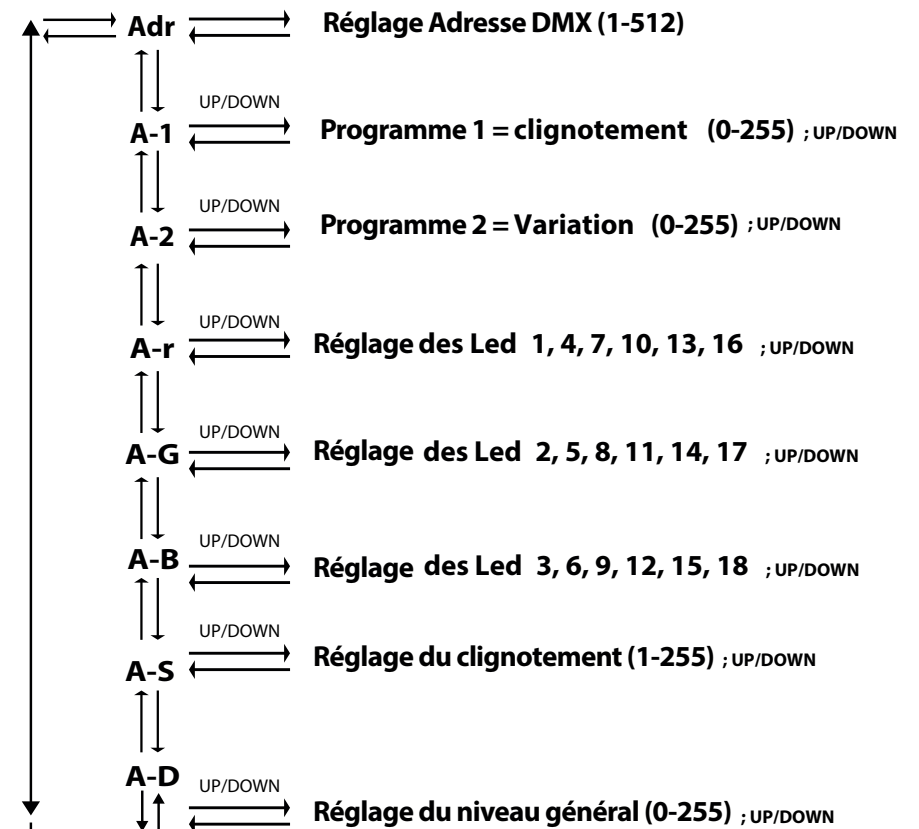 Adr Réglage Adresse DMX (1-512)
UP/DOWN
A-1 Programme 1 = clignotement (0-255) ; UP/DOWN
UP/DOWN
A-2 Programme 2 = Variation (0-255) ; UP/DOWN
UP/DOWN
A-r Réglage des Led 1, 4, 7, 10, 13, 16 ; UP/DOWN
UP/DOWN
A-G Réglage des Led 2, 5, 8, 11, 14, 17 ; UP/DOWN
UP/DOWN
A-B Réglage des Led 3, 6, 9, 12, 15, 18 ; UP/DOWN
UP/DOWN
A-S Réglage du clignotement (1-255) ; UP/DOWN
A-D UP/DOWN
Réglage du niveau général (0-255) ; UP/DOWN